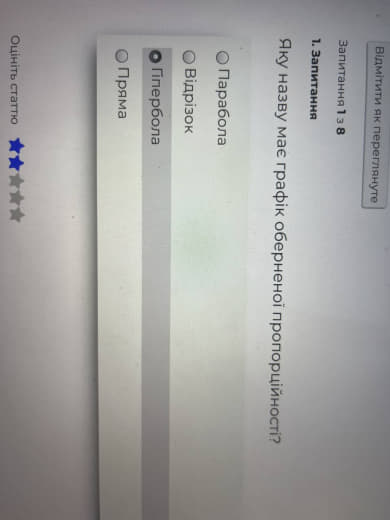 Відмітити як переглянуте
Запитання 1 з 8
1. Запитання
Яку назву має графік оберненої пропорційності?
Парабола
Відрізок
Гіпербола
Пряма
Оцініть статтю